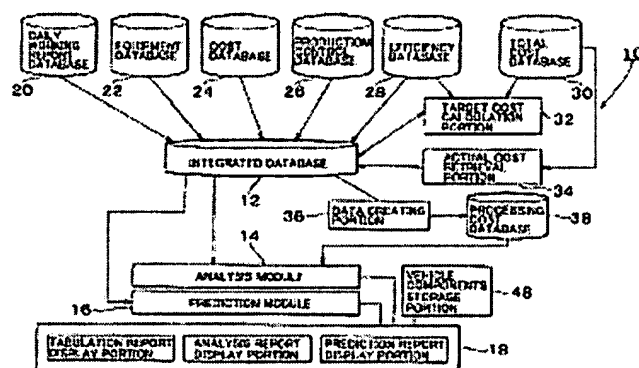 DAILY
WORKING
REPORT
DATABASE
EQUIPMENT
DATABASE
COST
DATABASE
PRODUCTION
CONTROL
DATABASE
EFFICIENCY
DATABASE
TRIAL
COST
DATABASE
10
20
22
24
26
28
30
TARGET COST
CALCULATION
PORTION
32
INTEGRATED DATABASE
12
ACTUAL COST
RETRIEVAL
PORTION
34
36
DATA CREATING
PORTION
PROCESSING
COST
DATABASE
38
14
ANALYSIS MODULE
16
PREDICTION MODULE
VEHICLE
COMPONENTS
STORAGE
PORTION
48
TABULATION REPORT
DISPLAY PORTION
ANALYSIS REPORT
DISPLAY PORTION
PREDICTION REPORT
DISPLAY PORTION
18